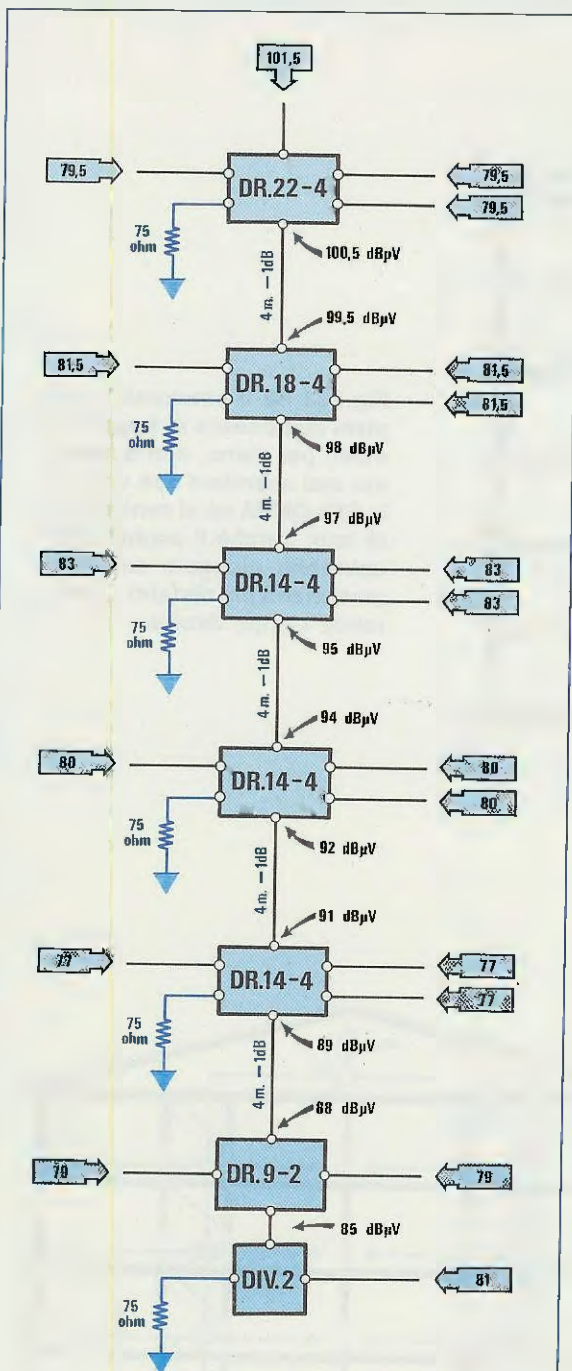 101,5
79,5
DR.22-4
79,5
79,5
75
ohm
100,5 dBµV
4 m. - 1dB
99,5 dBµV
81,5
DR.18-4
81,5
81,5
75
ohm
98 dBµV
4 m. - 1dB
97 dBµV
83
DR.14-4
83
83
75
ohm
95 dBµV
4 m. - 1dB
94 dBµV
80
DR.14-4
80
80
75
ohm
92 dBµV
4 m. - 1dB
91 dBµV
77
DR.14-4
77
77
75
ohm
89 dBµV
4 m. - 1dB
88 dBµV
79
DR.9-2
79
85 dBµV
DIV.2
81
75
ohm